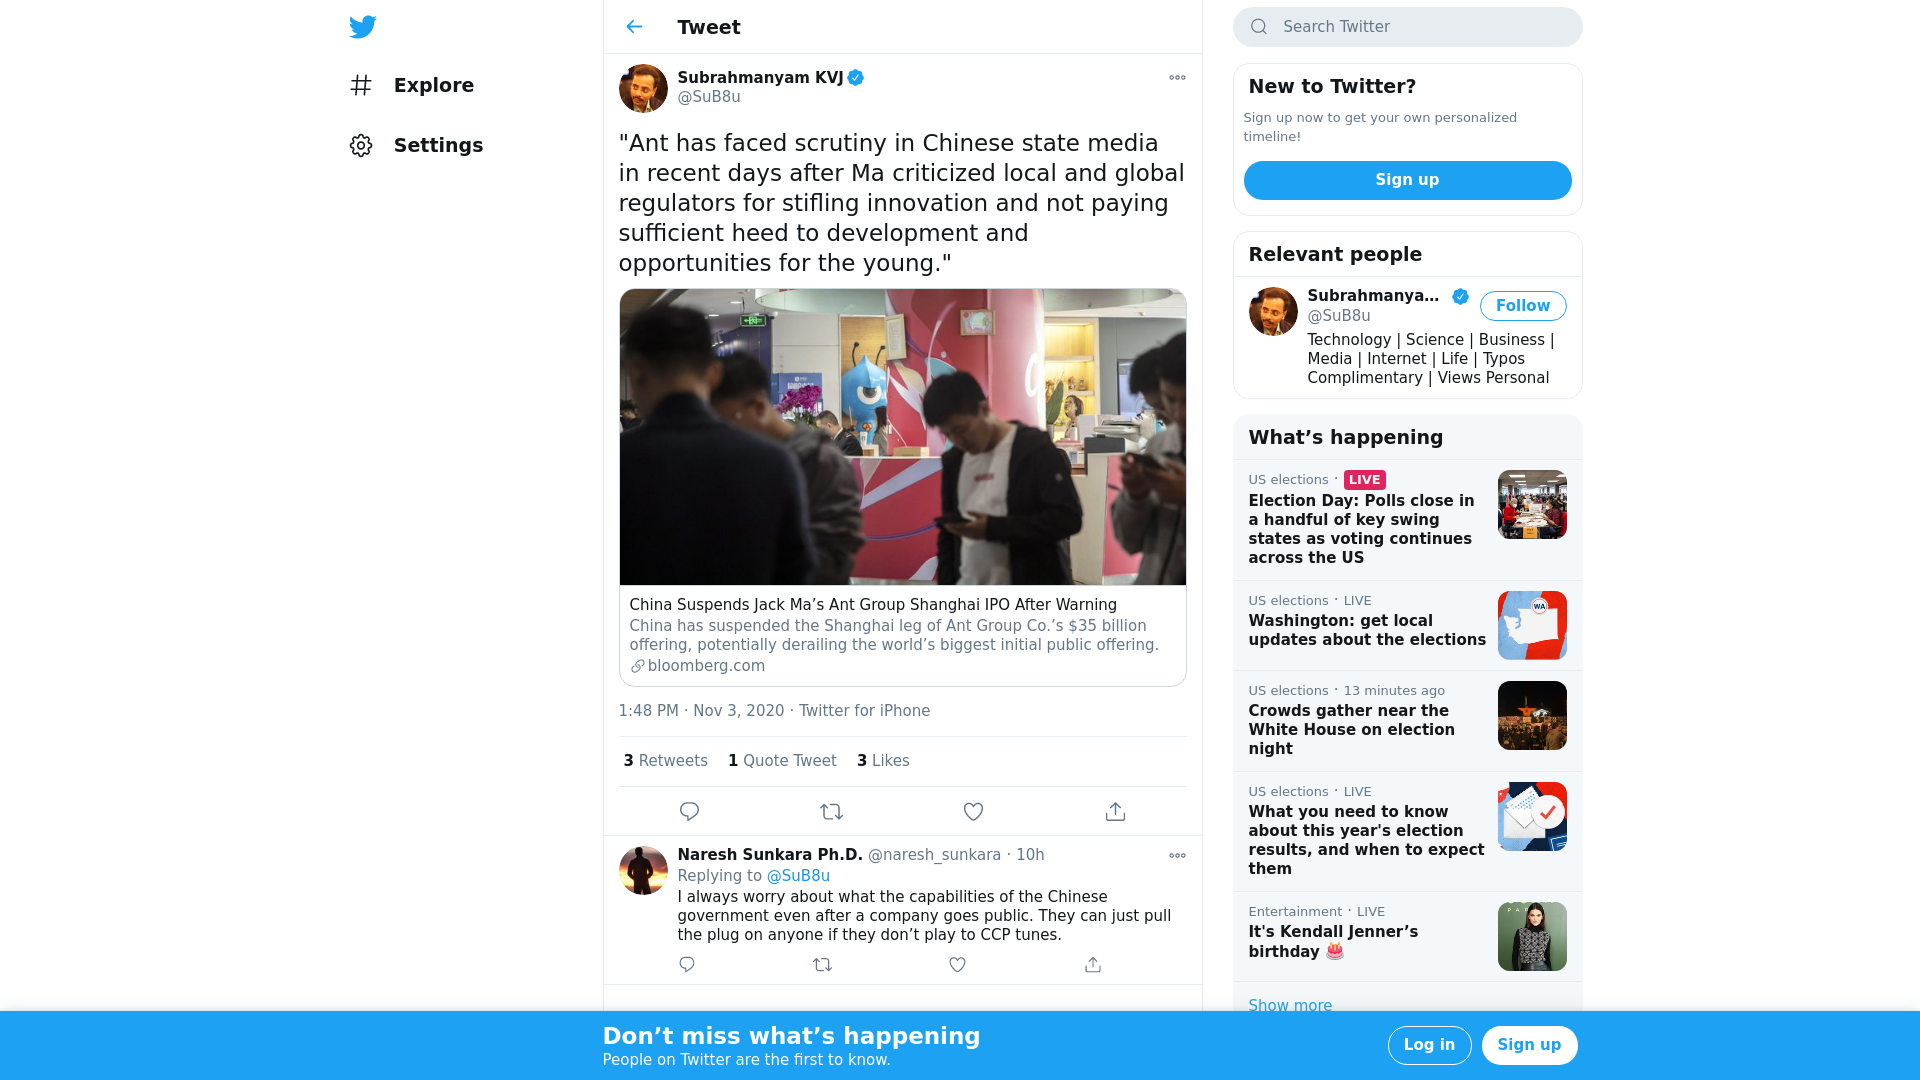 Explore
Settings
Tweet
Subrahmanyam KVJ
@SuB8u
"Ant has faced scrutiny in Chinese state media
in recent days after Ma criticized local and global
regulators for stifling innovation and not paying
sufficient heed to development and
opportunities for the young."
China Suspends Jack Ma’s Ant Group Shanghai IPO After Warning
China has suspended the Shanghai leg of Ant Group Co.’s $35 billion
offering, potentially derailing the world’s biggest initial public offering.
bloomberg.com
1:48 PM · Nov 3, 2020 · Twitter for iPhone
3 Retweets 1 Quote Tweet 3 Likes
Naresh Sunkara Ph.D. @naresh_sunkara · 10h
Replying to @SuB8u
I always worry about what the capabilities of the Chinese
government even after a company goes public. They can just pull
the plug on anyone if they don’t play to CCP tunes.
Search Twitter
New to Twitter?
Sign up now to get your own personalized
timeline!
Sign up
Relevant people
Subrahmanya...
@SuB8u
Follow
Technology | Science | Business |
Media | Internet | Life | Typos
Complimentary | Views Personal
What’s happening
US elections · LIVE
Election Day: Polls close in
a handful of key swing
states as voting continues
across the US
US elections · LIVE
Washington: get local
updates about the elections
WA
US elections · 13 minutes ago
Crowds gather near the
White House on election
night
US elections · LIVE
What you need to know
about this year's election
results, and when to expect
them
Entertainment · LIVE
It's Kendall Jenner’s
birthday 🎂
Show more
Don’t miss what’s happening
People on Twitter are the first to know.
Log in
Sign up